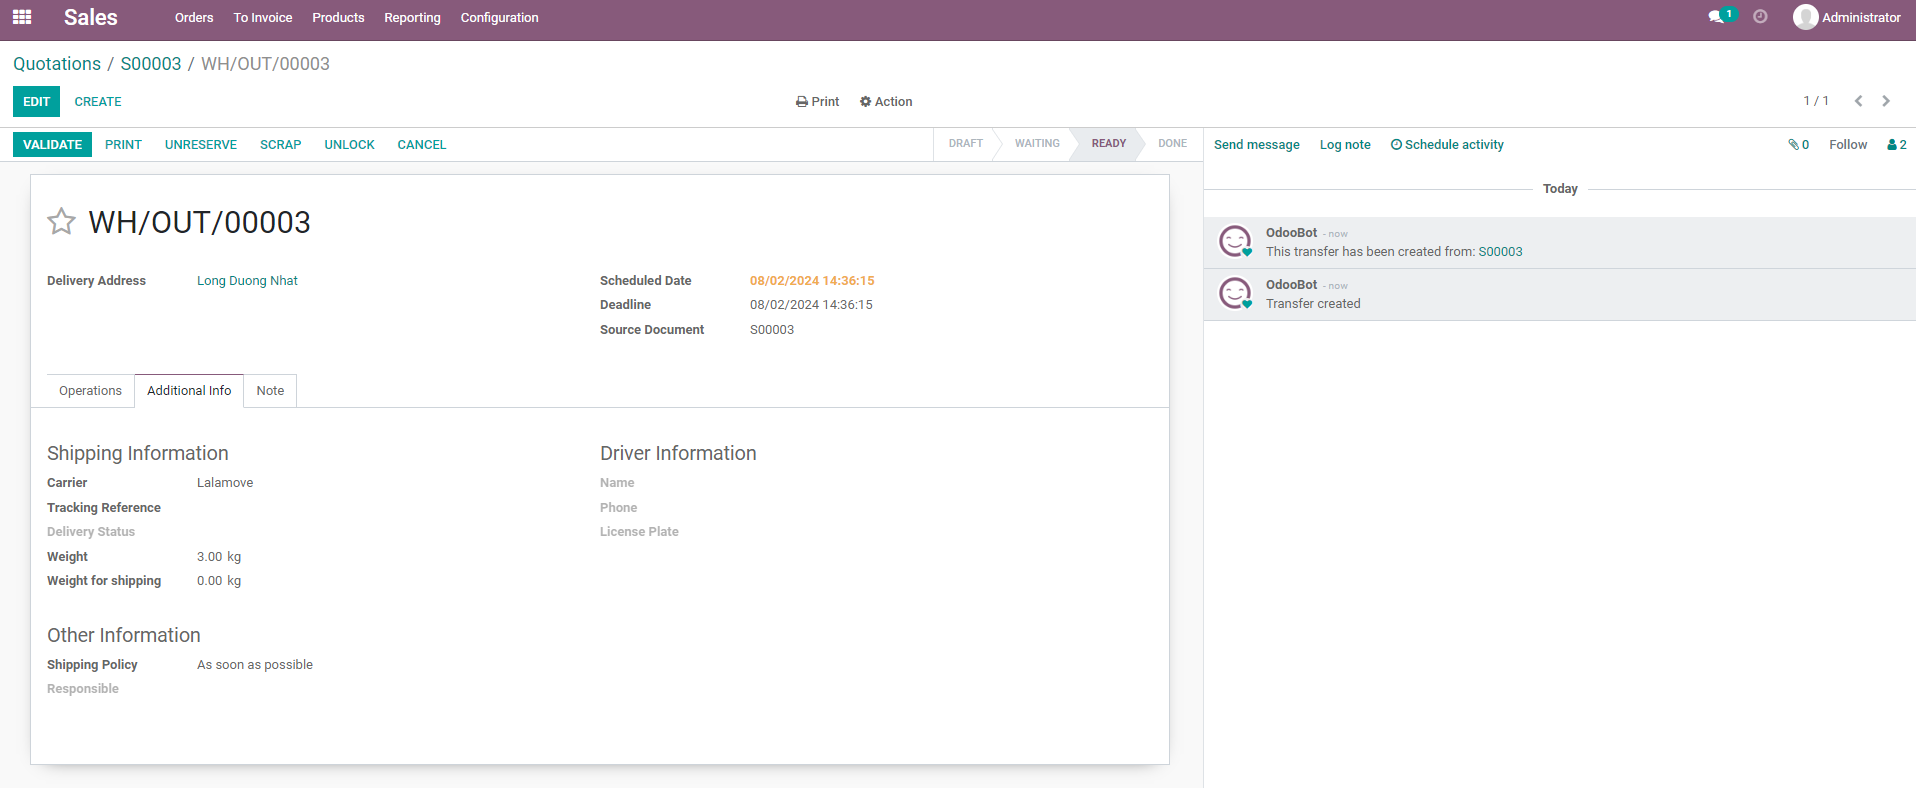 Sales Orders To Invoice Products Reporting Configuration 1 Administrator
Quotations / S00003 / WH/OUT/00003
EDIT CREATE Print Action 1 / 1
VALIDATE PRINT UNRESERVE SCRAP UNLOCK CANCEL DRAFT WAITING READY DONE
Send message Log note Schedule activity 0 Follow 2
WH/OUT/00003
Delivery Address Long Duong Nhat
Scheduled Date 08/02/2024 14:36:15
Deadline 08/02/2024 14:36:15
Source Document S00003
Operations Additional Info Note
Shipping Information
Carrier Lalamove
Tracking Reference
Delivery Status
Weight 3.00 kg
Weight for shipping 0.00 kg
Driver Information
Name
Phone
License Plate
Other Information
Shipping Policy As soon as possible
Responsible
Today
OdooBot - now
This transfer has been created from: S00003
OdooBot - now
Transfer created